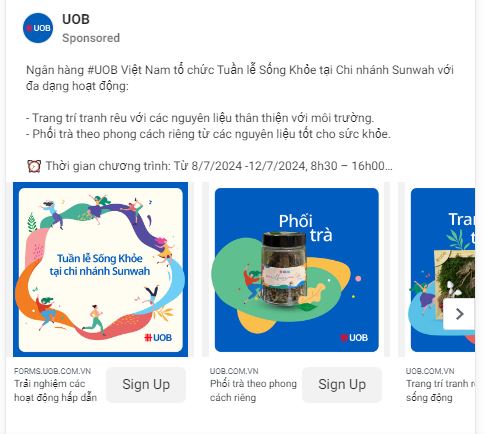 UOB
Sponsored
UOB
Ngân hàng #UOB Việt Nam tổ chức Tuần lễ Sống Khỏe tại Chi nhánh Sunwah với
đa dạng hoạt động:
- Trang trí tranh rêu với các nguyên liệu thân thiện với môi trường.
- Phối trà theo phong cách riêng từ các nguyên liệu tốt cho sức khỏe.
⏰ Thời gian chương trình: Từ 8/7/2024 -12/7/2024, 8h30 – 16h00...
Tuần lễ Sống Khỏe
tại chi nhánh Sunwah
UOB
Phối
trà
UOB
UOB
Tran
t
FORMS.UOB.COM.VN
Trải nghiệm các
hoạt động hấp dẫn
Sign Up
UOB.COM.VN
Phối trà theo phong
cách riêng
Sign Up
UOB.COM.VN
Trang trí tranh r
sống động